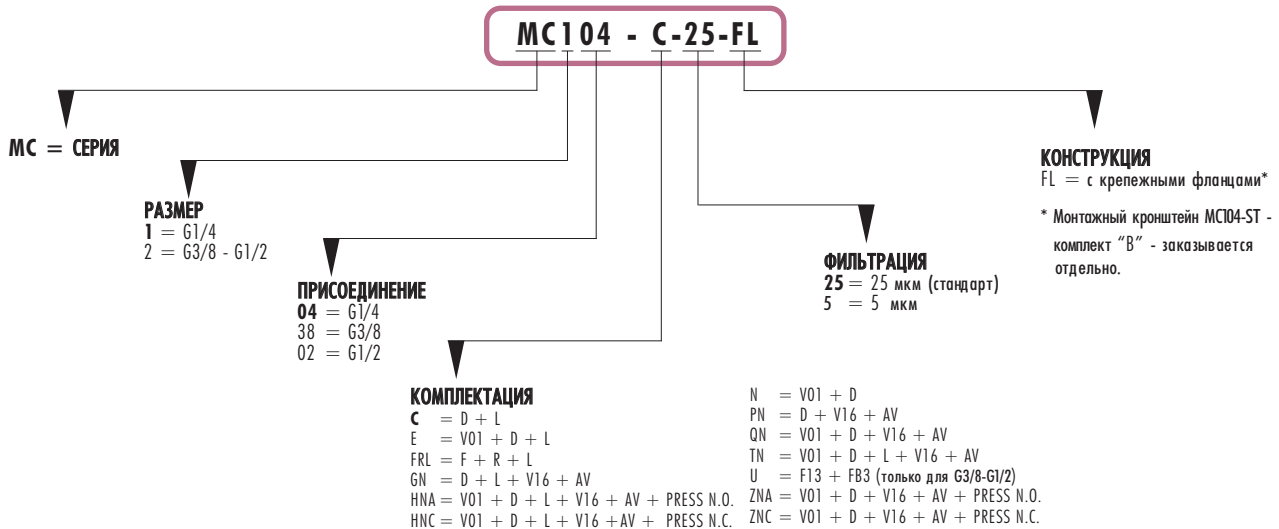 MC104 - C-25-FL
MC = СЕРИЯ
РАЗМЕР
1 = G1/4
2 = G3/8 - G1/2
ПРИСОЕДИНЕНИЕ
04 = G1/4
38 = G3/8
02 = G1/2
КОМПЛЕКТАЦИЯ
C = D + L
E = V01 + D + L
FRL = F + R + L
GN = D + L + V16 + AV
HNA = V01 + D + L + V16 + AV + PRESS N.O.
HNC = V01 + D + L + V16 +AV + PRESS N.C.
N = V01 + D
PN = D + V16 + AV
QN = V01 + D + V16 + AV
TN = V01 + D + L + V16 + AV
U = F13 + FB3 (только для G3/8-G1/2)
ZNA = V01 + D + V16 + AV + PRESS N.O.
ZNC = V01 + D + V16 + AV + PRESS N.C.
ФИЛЬТРАЦИЯ
25 = 25 мкм (стандарт)
5 = 5 мкм
КОНСТРУКЦИЯ
FL = с крепежными фланцами*
* Монтажный кронштейн MC104-ST -
комплект "В" - заказывается
отдельно.